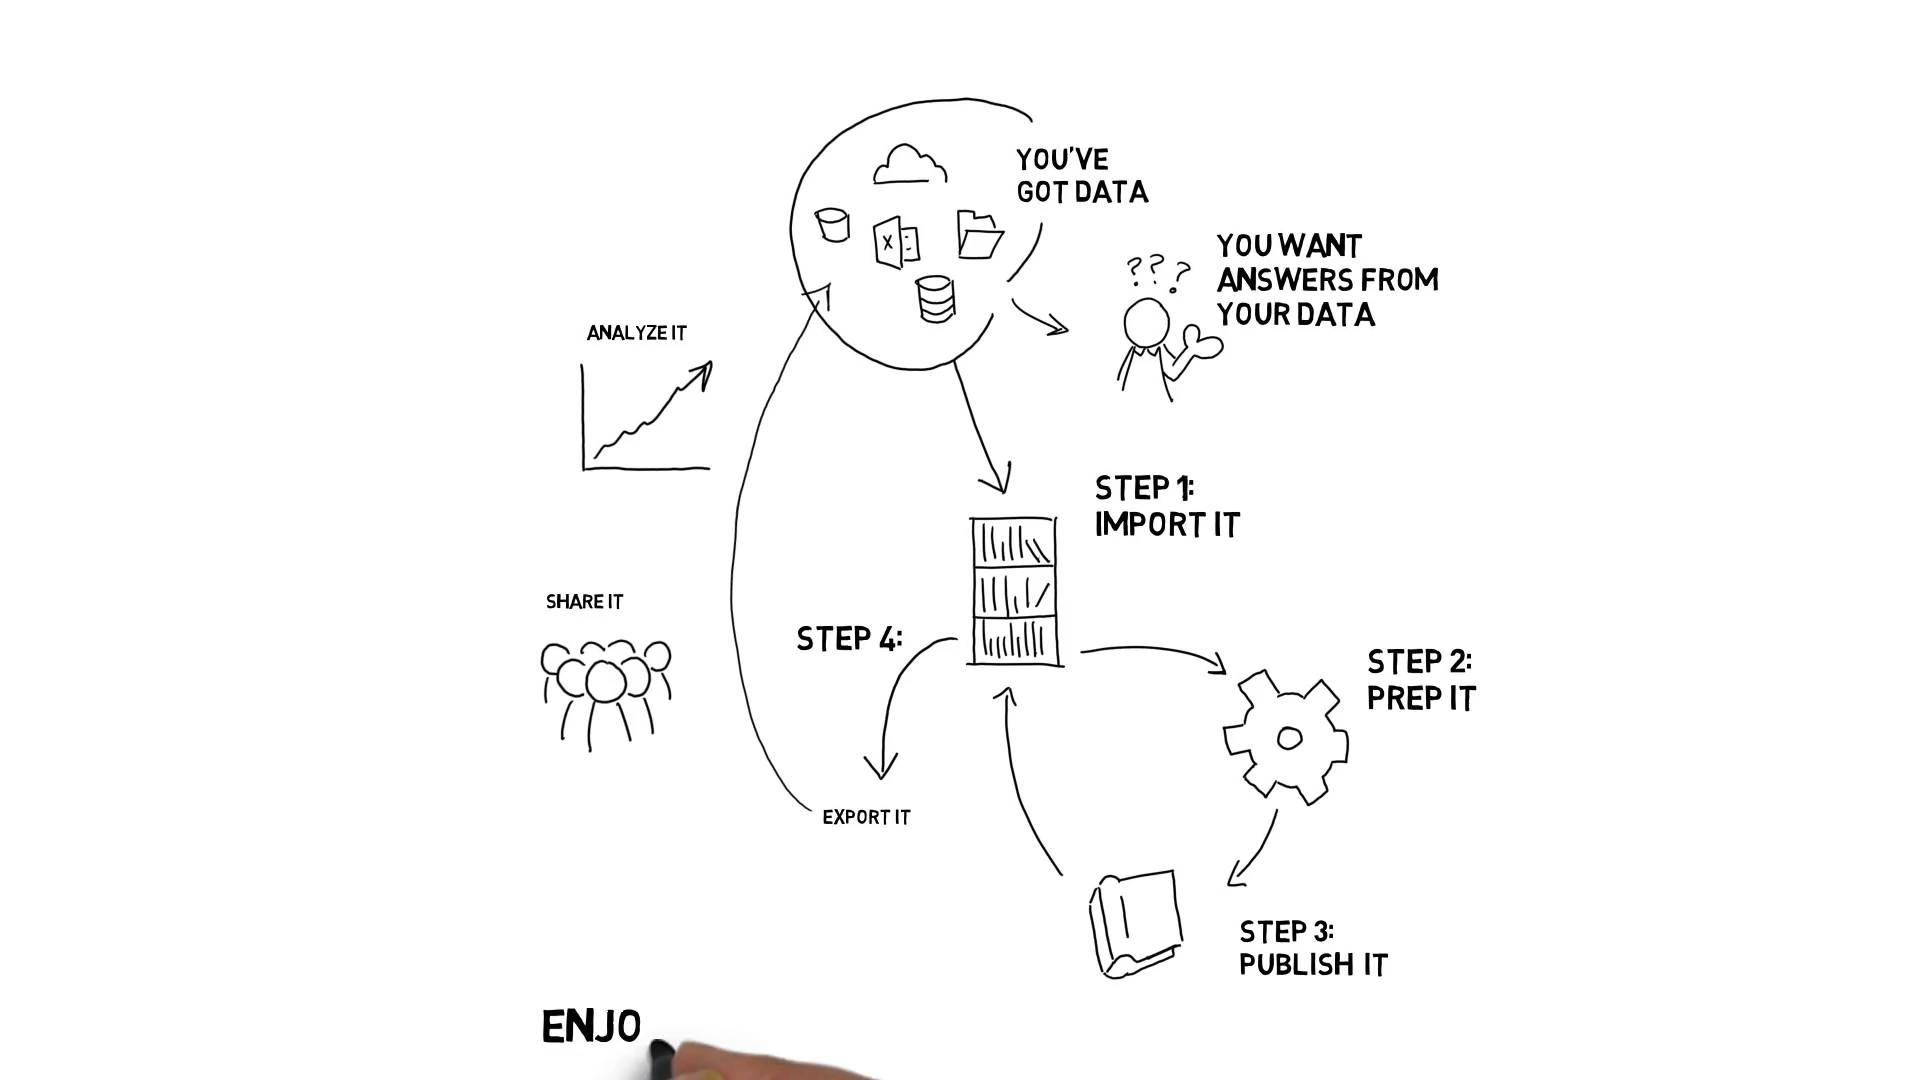 YOU'VE
GOT DATA
YOU WANT
ANSWERS FROM
YOUR DATA
? ? ?
ANALYZE IT
X
STEP 1:
IMPORT IT
SHARE IT
STEP 4:
STEP 2:
PREP IT
EXPORT IT
STEP 3:
PUBLISH IT
ENJO